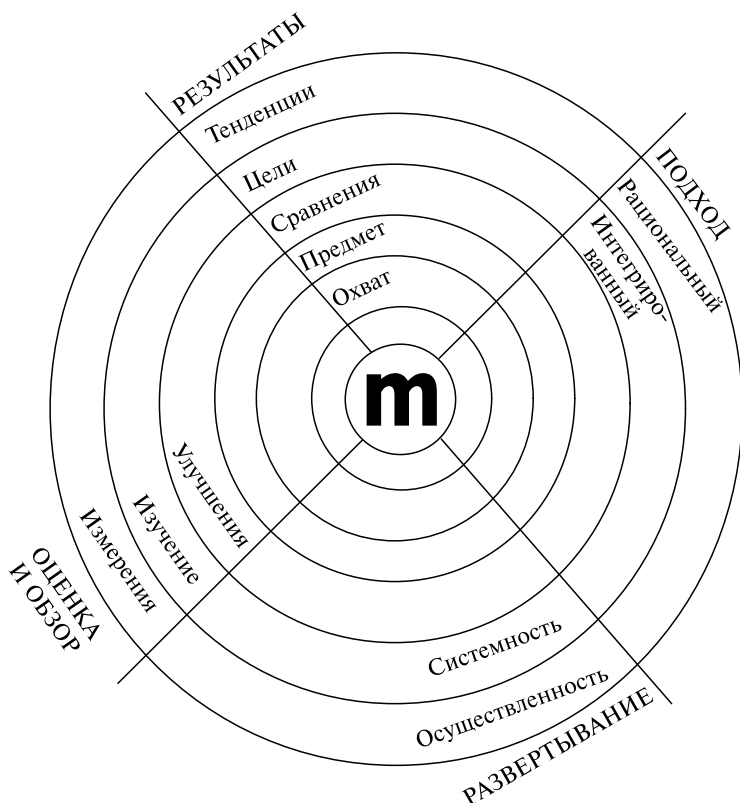 РЕЗУЛЬТАТЫ
Тенденции
Цели
Сравнения
Предмет
Охват
ПОДХОД
Рациональный
Интегриро-
ванный
m
Улучшения
Изучение
Измерения
ОЦЕНКА
И ОБЗОР
Системность
Осуществленность
РАЗВЕРТЫВАНИЕ